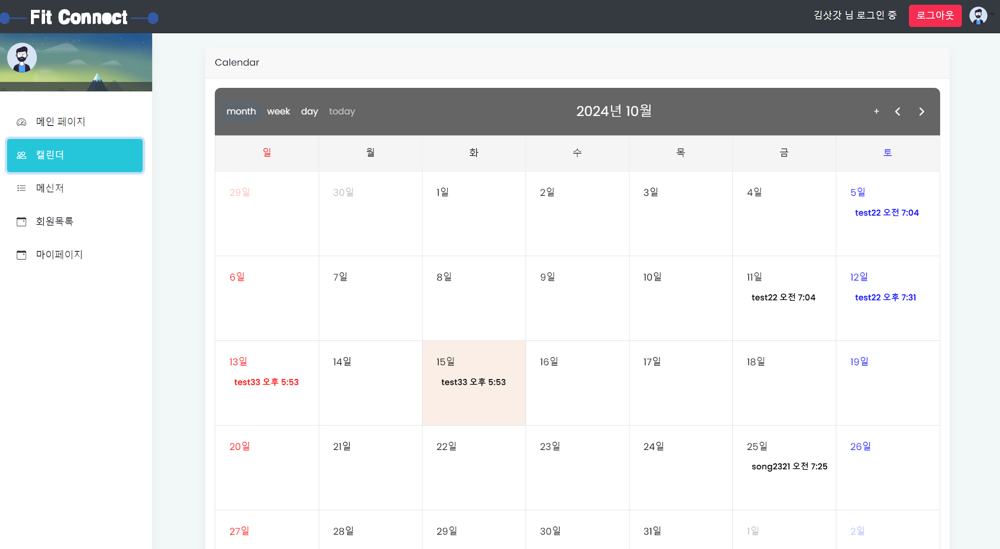 Fit Connect
김삿갓 님 로그인 중
로그아웃
메인 페이지
캘린더
메신저
회원목록
마이페이지
Calendar
month week day today
2024년 10월
+
일 월 화 수 목 금 토
29일 30일 1일 2일 3일 4일 5일
test22 오전 7:04
6일 7일 8일 9일 10일 11일 12일
test22 오전 7:04 test22 오후 7:31
13일 14일 15일 16일 17일 18일 19일
test33 오후 5:53 test33 오후 5:53
20일 21일 22일 23일 24일 25일 26일
song2321 오전 7:25
27일 28일 29일 30일 31일 1일 2일